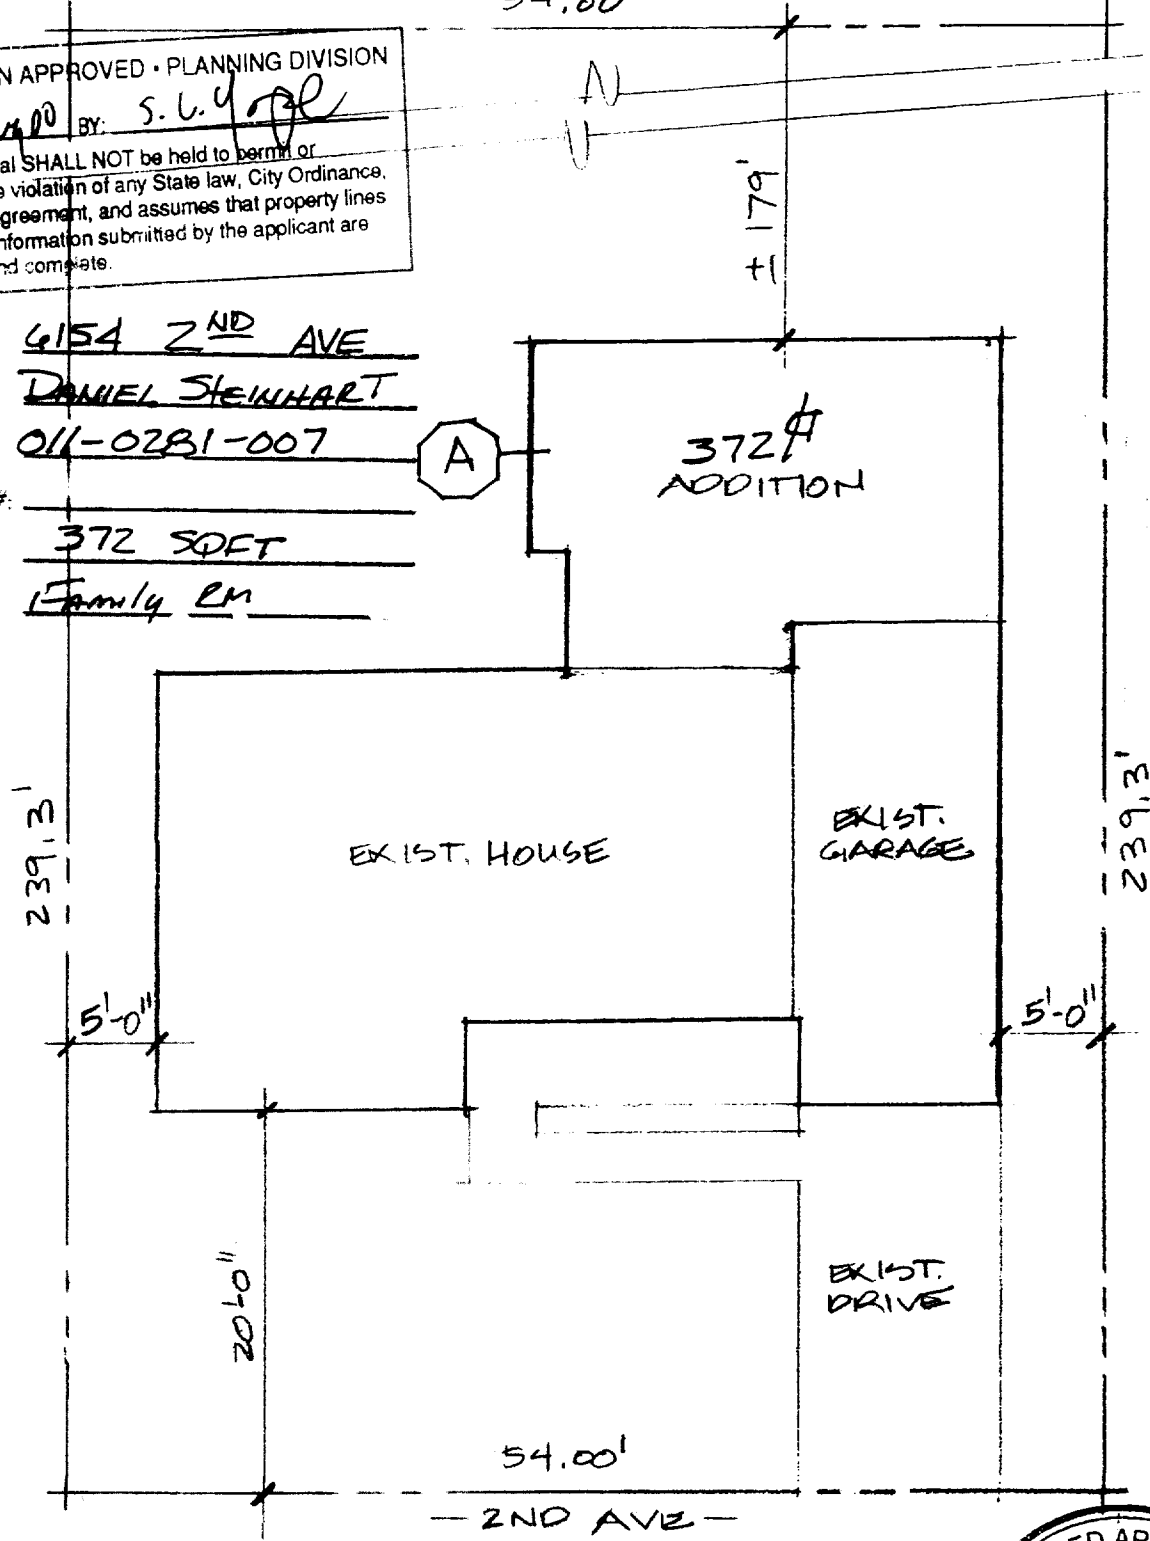 54.00
N APPROVED • PLANNING DIVISION
BY:
al SHALL NOT be held to permit or
e violation of any State law, City Ordinance,
greement, and assumes that property lines
nformation submitted by the applicant are
nd complete.
N
±179'
6154 2ND AVE
DANIEL STEINHART
011-0281-007
#:
372 SQFT
Family RM
A
372
ADDITION
239.3'
EXIST. HOUSE
EXIST.
GARAGE
239.3'
5'-0"
5'-0"
20'-0"
EXIST.
DRIVE
54.00'
- 2ND AVE -